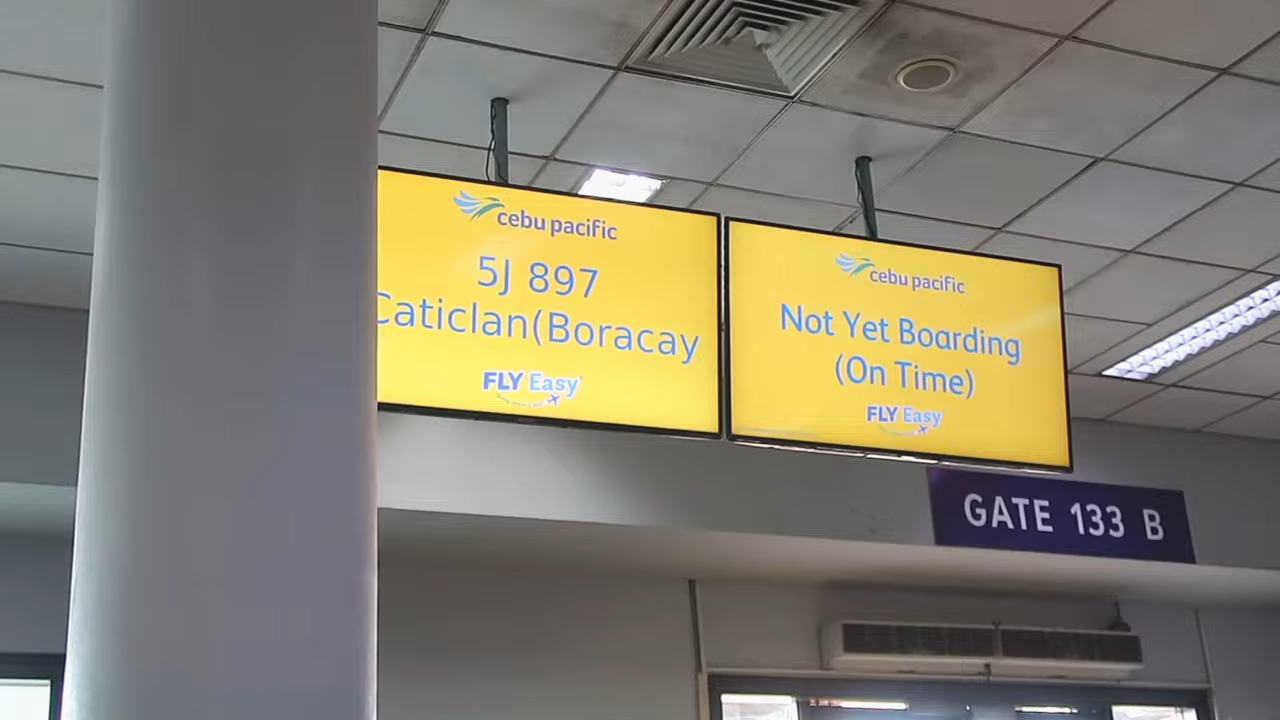 cebu pacific
5J 897
Caticlan(Boracay
FLY Easy
cebu pacific
Not Yet Boarding
(On Time)
FLY Easy
GATE 133 B